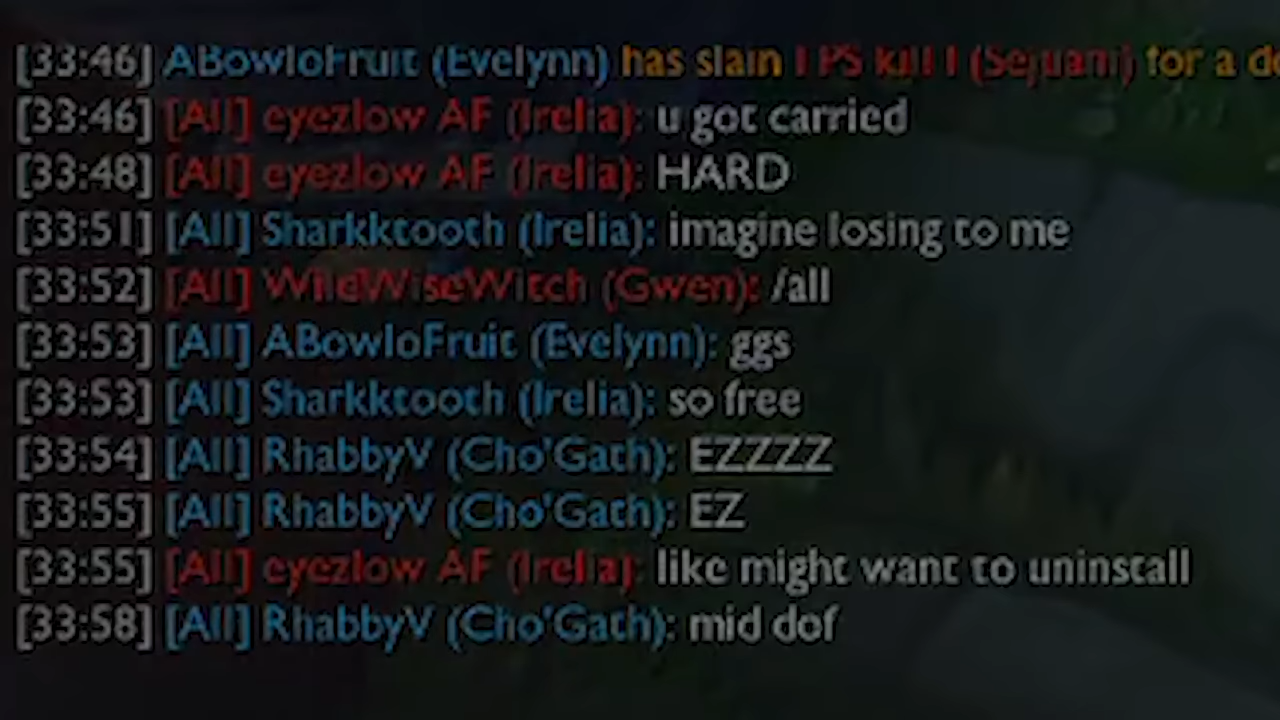 [33:46] ABowloFruit (Evelynn) has slain (Sejuani) for a
[33:46] [All] eyezlow AF (Irelia): u got carried
[33:48] [All] eyezlow AF (Irelia): HARD
[33:51] [All] Sharkktooth (Irelia): imagine losing to me
[33:52] [All] WildWiseWitch (Gwen): /all
[33:53] [All] ABowloFruit (Evelynn): ggs
[33:53] [All] Sharkktooth (Irelia): so free
[33:54] [All] RhabbyV (Cho'Gath): EZZZZ
[33:55] [All] RhabbyV (Cho'Gath): EZ
[33:55] [All] eyezlow AF (Irelia): like might want to uninstall
[33:58] [All] RhabbyV (Cho'Gath): mid dof